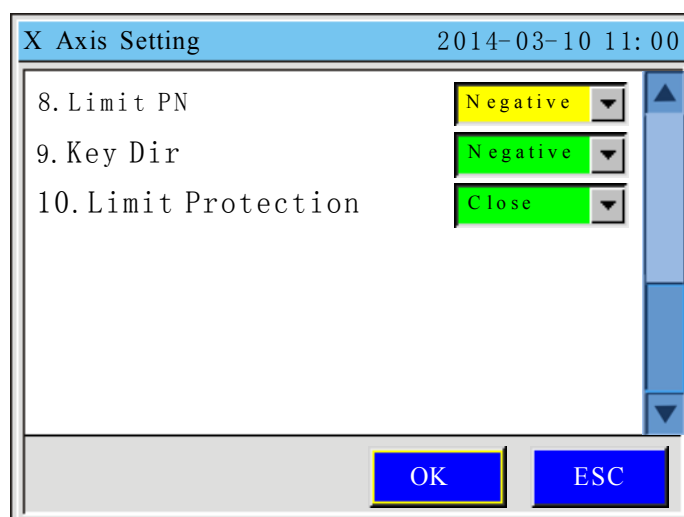 X Axis Setting 2014-03-10 11:00
8.Limit PN Negative
9.Key Dir Negative
10.Limit Protection Close
OK ESC